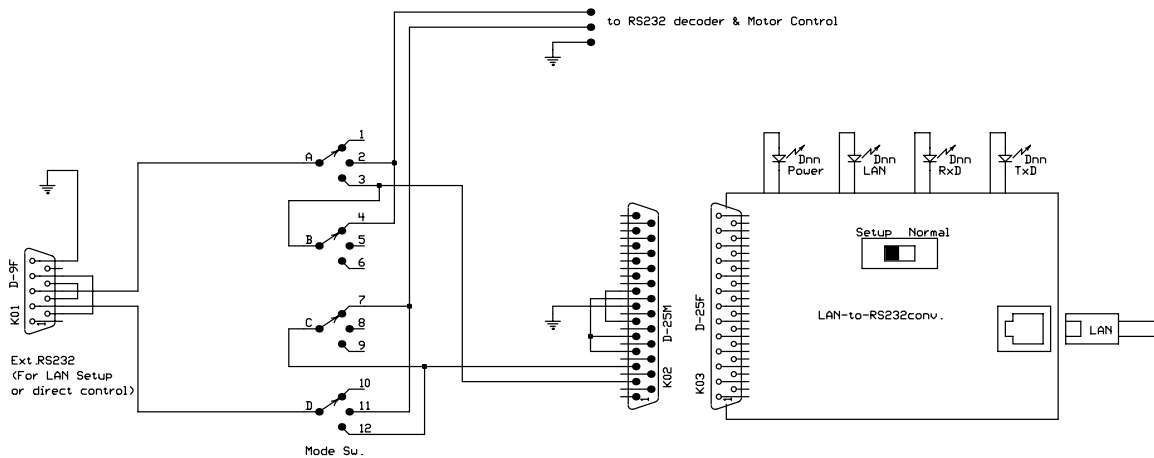 to RS232 decoder & Motor Control
1
A
2
3
4
B
5
6
7
C
8
9
10
D
11
12
Mode Sw.
D-9F
K01
1
Ext.RS232
(For LAN Setup
or direct control)
D-25M
K02
1
D-25F
K03
1
Dnn
Power
Dnn
LAN
Dnn
RxD
Dnn
TxD
Setup Normal
LAN-to-RS232conv.
LAN